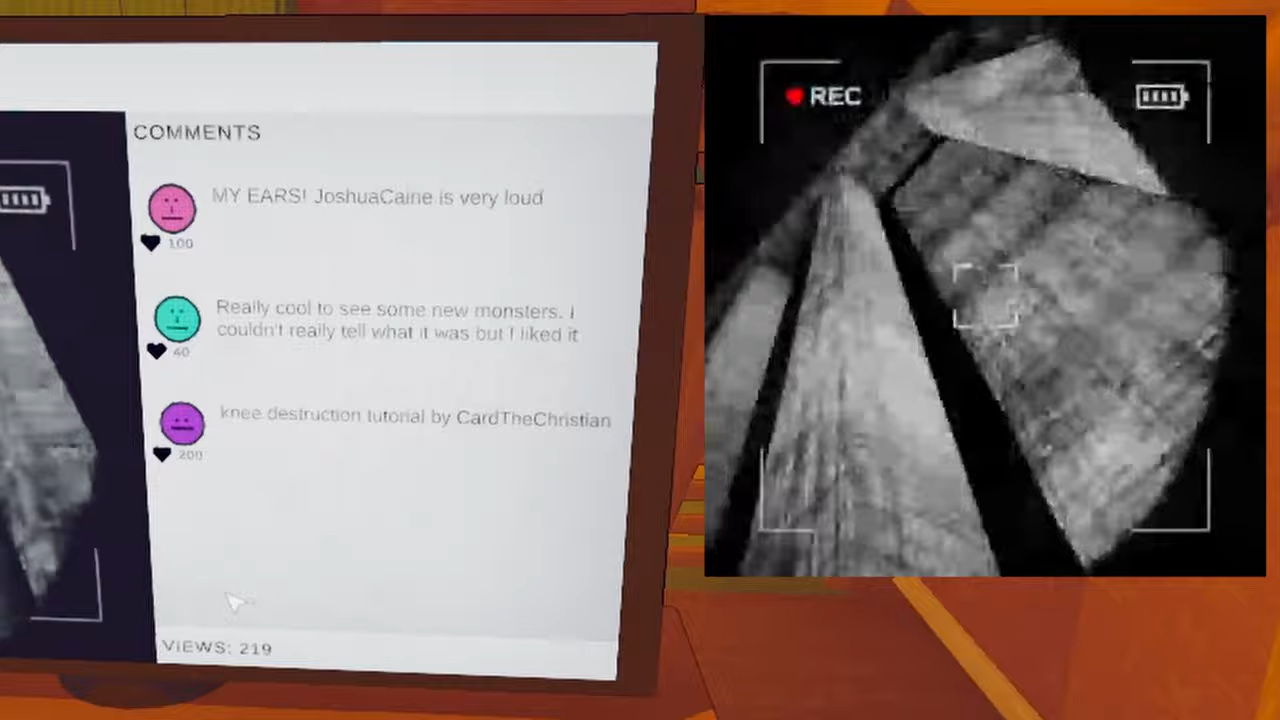 COMMENTS
MY EARS! JoshuaCaine is very loud
100
Really cool to see some new monsters. I
couldn't really tell what it was but I liked it
40
knee destruction tutorial by CardTheChristian
200
VIEWS: 219
REC